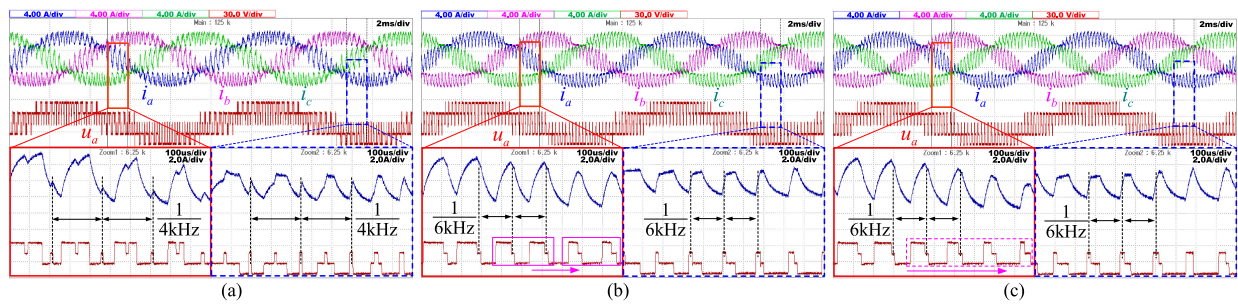 4.00 A/div 4.00 A/div 4.00 A/div 30.0 V/div
Main : 125 k 2ms/div
i_a i_b i_c
u_a
Zoom1 : 6.25 k 100us/div
2.0A/div
Zoom2 : 6.25 k 100us/div
2.0A/div
1
4kHz
1
4kHz
(a)
4.00 A/div 4.00 A/div 4.00 A/div 30.0 V/div
Main : 125 k 2ms/div
i_a i_b i_c
u_a
Zoom1 : 6.25 k 100us/div
2.0A/div
Zoom2 : 6.25 k 100us/div
2.0A/div
1
6kHz
1
6kHz
(b)
4.00 A/div 4.00 A/div 4.00 A/div 30.0 V/div
Main : 125 k 2ms/div
i_a i_b i_c
u_a
Zoom1 : 6.25 k 100us/div
2.0A/div
Zoom2 : 6.25 k 100us/div
2.0A/div
1
6kHz
1
6kHz
(c)